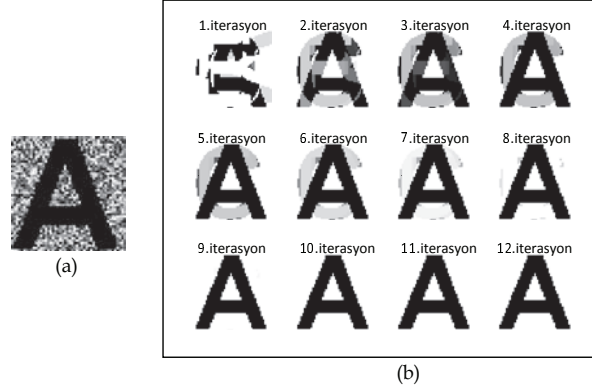 1.iterasyon 2.iterasyon 3.iterasyon 4.iterasyon
A A A
5.iterasyon 6.iterasyon 7.iterasyon 8.iterasyon
A A A A
A
(a)
9.iterasyon 10.iterasyon 11.iterasyon 12.iterasyon
A A A A
(b)